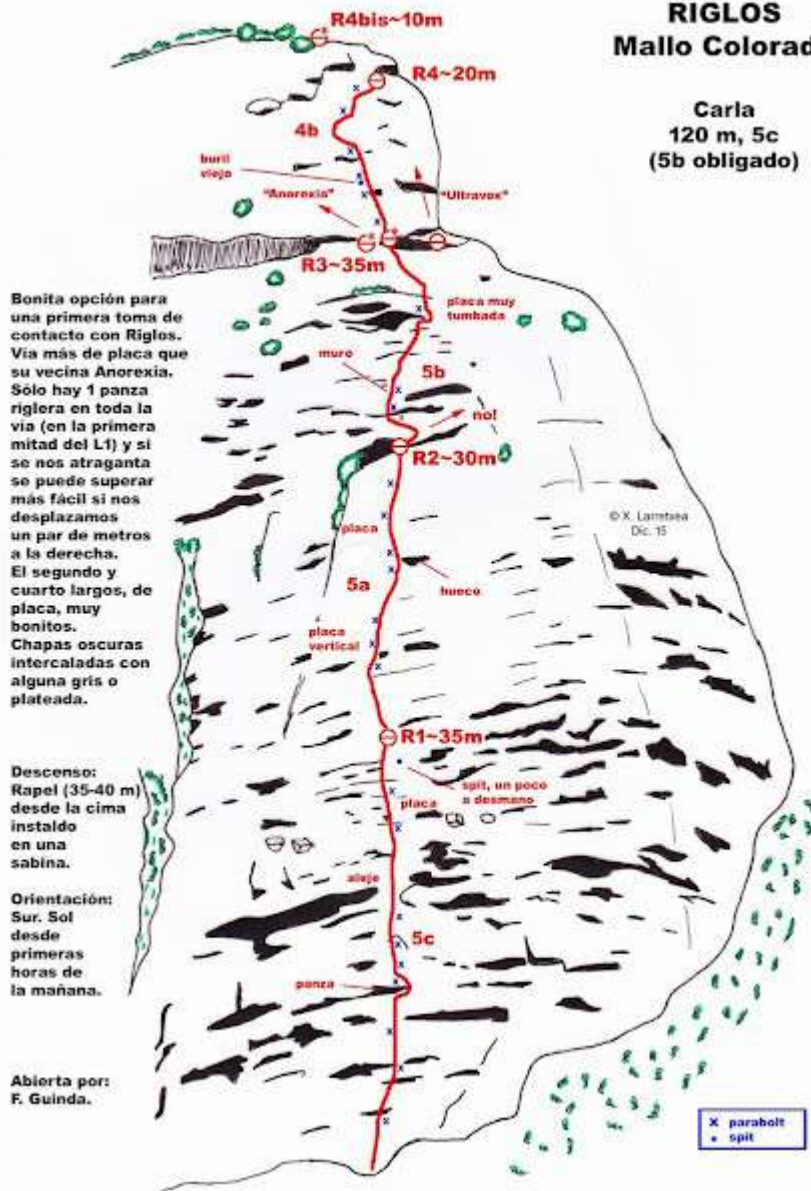 R4bis~10m
RIGLOS
Mallo Colorad
R4~20m
Carla
120 m, 5c
(5b obligado)
4b
buril
viejo
"Anorexia"
"Ultravox"
R3~35m
Bonita opción para
una primera toma de
contacto con Riglos.
Vía más de placa que
su vecina Anorexia.
Sólo hay 1 panza
riglera en toda la
vía (en la primera
mitad del L1) y si
se nos atraganta
se puede superar
más fácil si nos
desplazamos
un par de metros
a la derecha.
El segundo y
cuarto largos, de
placa, muy
bonitos.
Chapas oscuras
intercaladas con
alguna gris o
plateada.
placa muy
tumbada
muro
5b
no!
R2~30m
© X. Larretxea
Dic. 15
placa
5a
hueco
placa
vertical
R1~35m
spit, un poco
a desmano
placa
Descenso:
Rapel (35-40 m)
desde la cima
instaldo
en una
sabina.
alejo
Orientación:
Sur. Sol
desde
primeras
horas de
la mañana.
5c
panza
Abierta por:
F. Guinda.
x parabolt
• spit